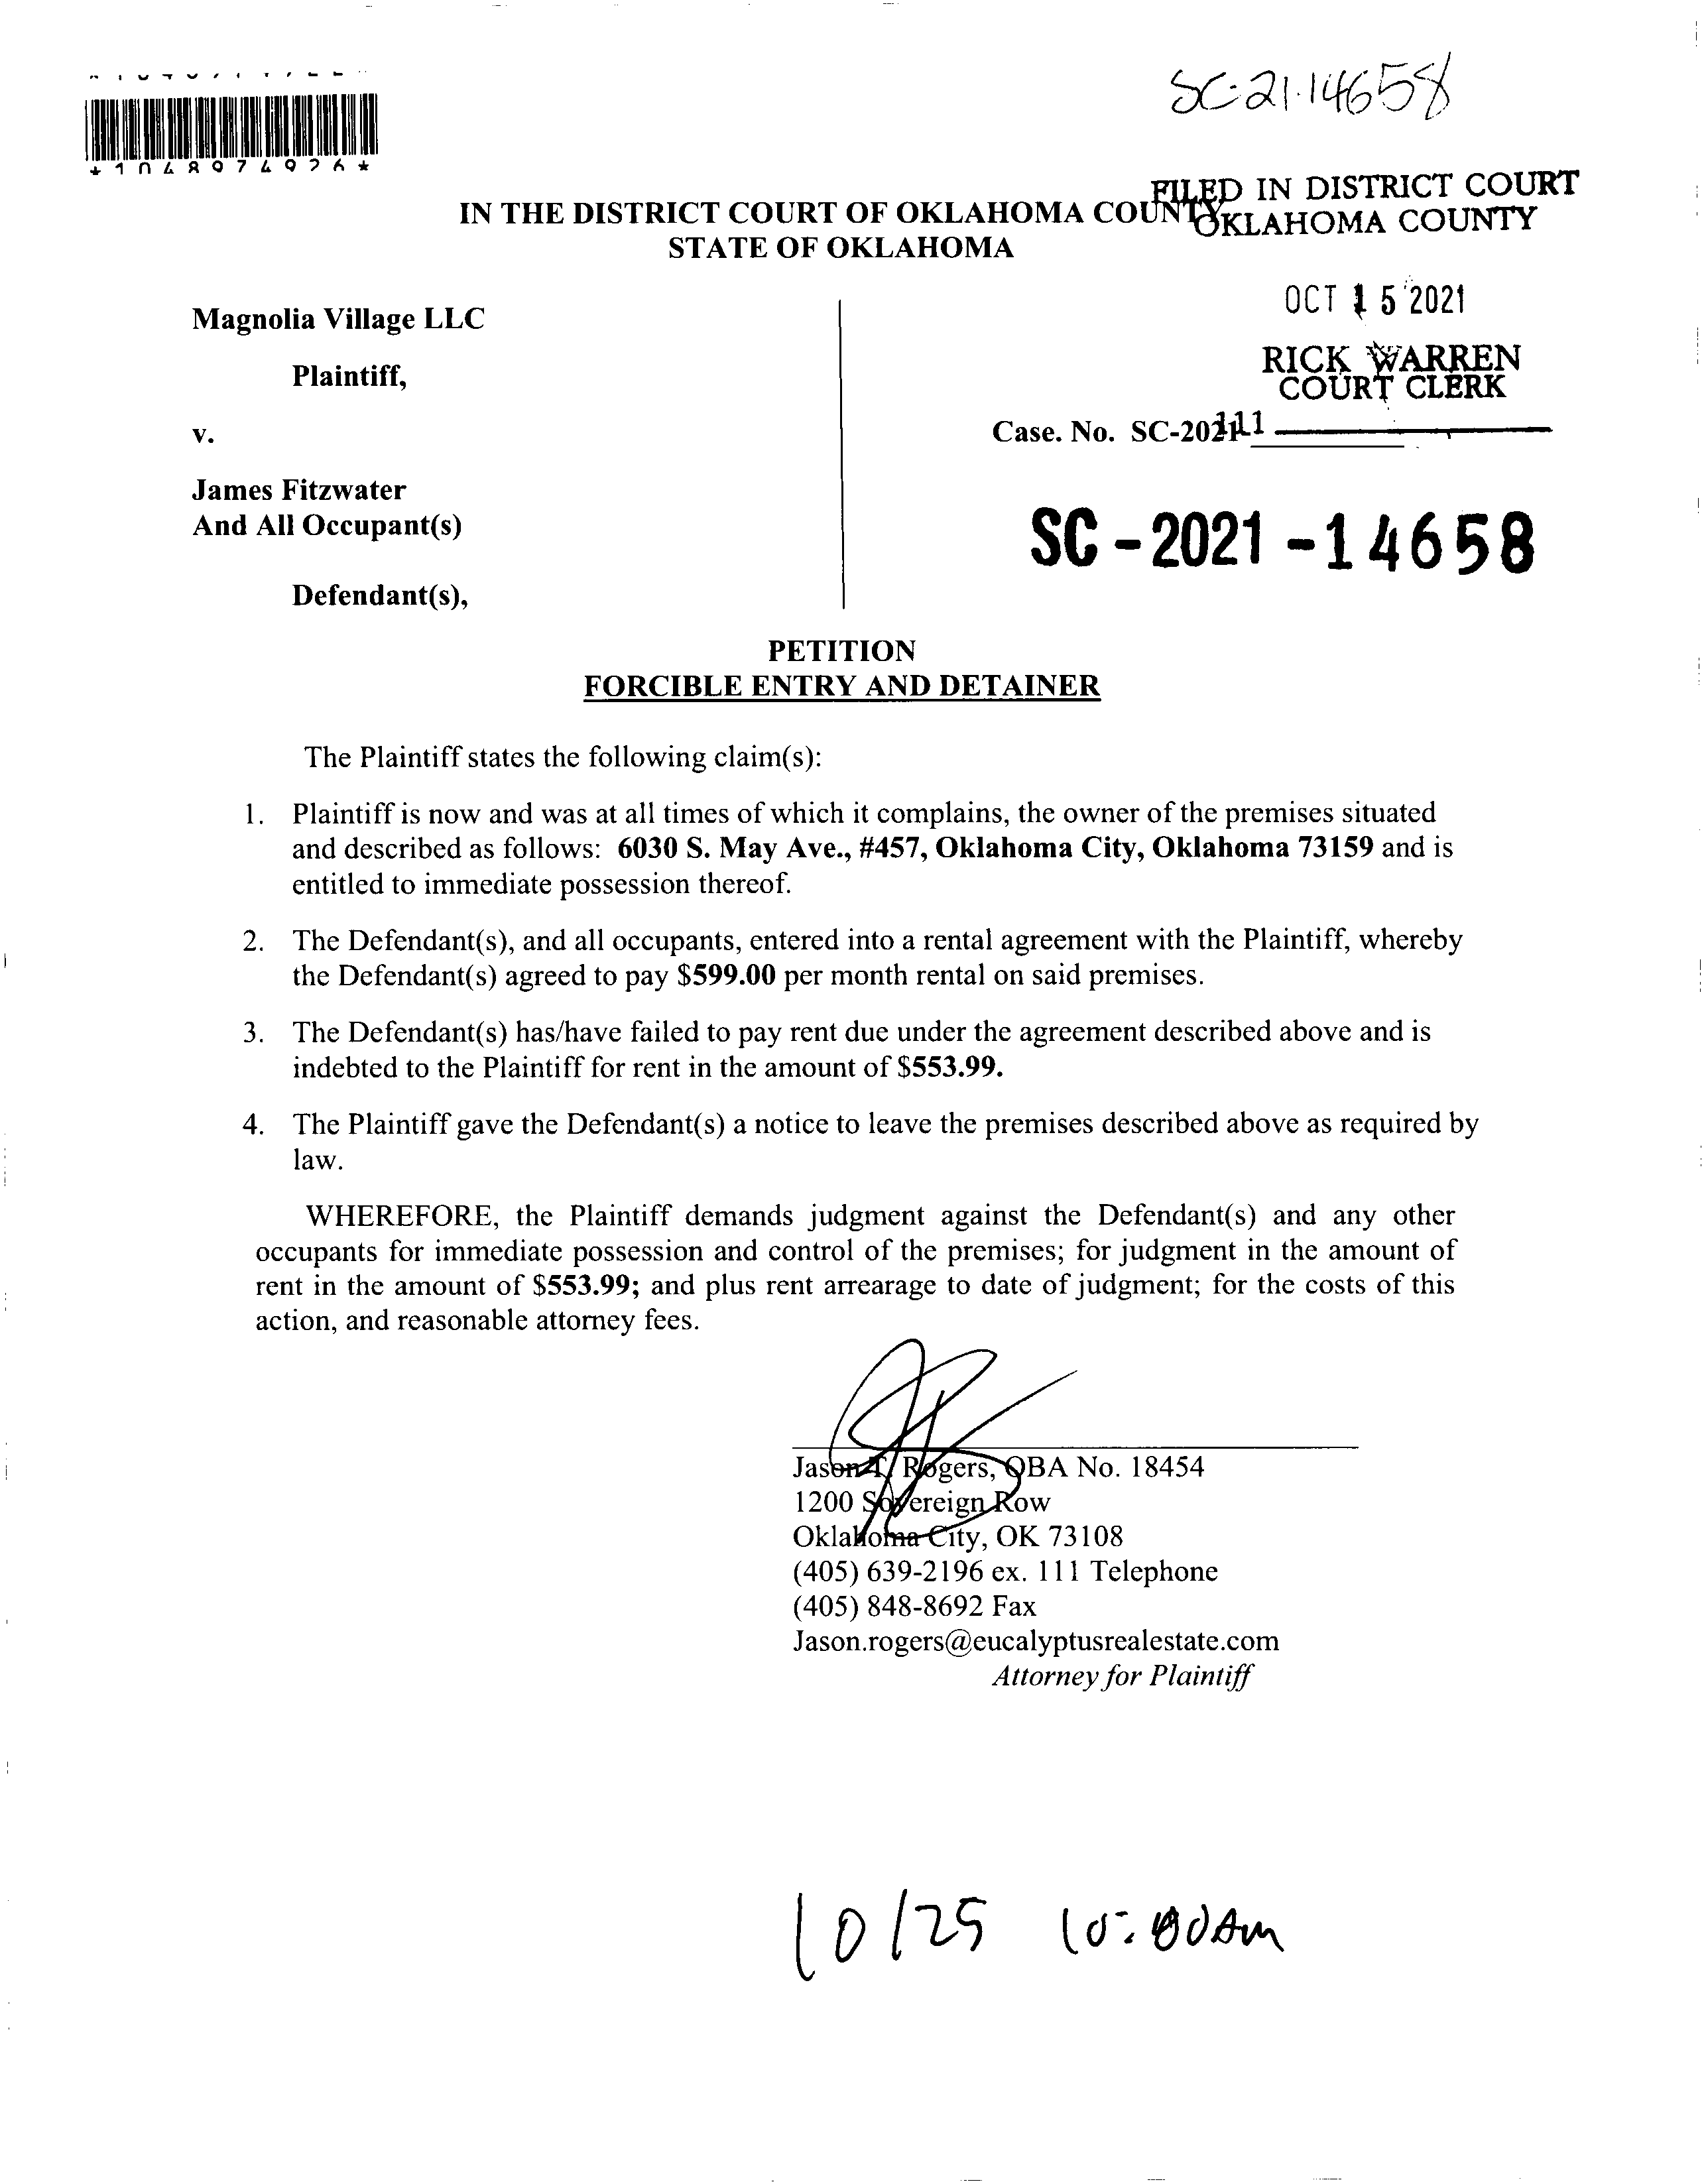 SC-21-14658
*1048974926*
FILED IN DISTRICT COURT
OKLAHOMA COUNTY
IN THE DISTRICT COURT OF OKLAHOMA COUNTY
STATE OF OKLAHOMA
OCT 15 2021
RICK WARREN
COURT CLERK
Magnolia Village LLC
Plaintiff,
v.
Case. No. SC-2021-
111
James Fitzwater
And All Occupant(s)
SC-2021-14658
Defendant(s),
PETITION
FORCIBLE ENTRY AND DETAINER
The Plaintiff states the following claim(s):
1. Plaintiff is now and was at all times of which it complains, the owner of the premises situated
and described as follows: 6030 S. May Ave., #457, Oklahoma City, Oklahoma 73159 and is
entitled to immediate possession thereof.
2. The Defendant(s), and all occupants, entered into a rental agreement with the Plaintiff, whereby
the Defendant(s) agreed to pay $599.00 per month rental on said premises.
3. The Defendant(s) has/have failed to pay rent due under the agreement described above and is
indebted to the Plaintiff for rent in the amount of $553.99.
4. The Plaintiff gave the Defendant(s) a notice to leave the premises described above as required by
law.
WHEREFORE, the Plaintiff demands judgment against the Defendant(s) and any other
occupants for immediate possession and control of the premises; for judgment in the amount of
rent in the amount of $553.99; and plus rent arrearage to date of judgment; for the costs of this
action, and reasonable attorney fees.
Jason T. Rogers, OBA No. 18454
1200 Sovereign Row
Oklahoma City, OK 73108
(405) 639-2196 ex. 111 Telephone
(405) 848-8692 Fax
Jason.rogers@eucalyptusrealestate.com
Attorney for Plaintiff
10/25 10:00am